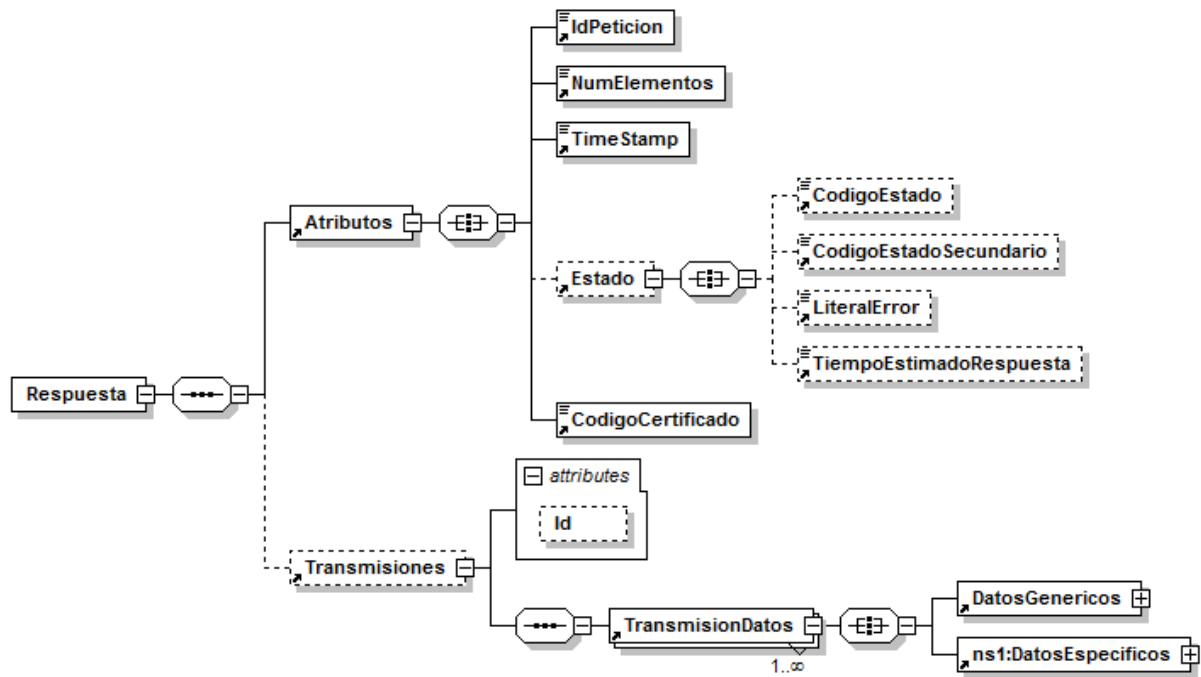 IdPeticion
NumElementos
TimeStamp
CodigoEstado
Atributos
CodigoEstadoSecundario
Estado
LiteralError
TiempoEstimadoRespuesta
Respuesta
CodigoCertificado
attributes
Id
Transmisiones
DatosGenericos
TransmisionDatos
ns1:DatosEspecificos
1..∞